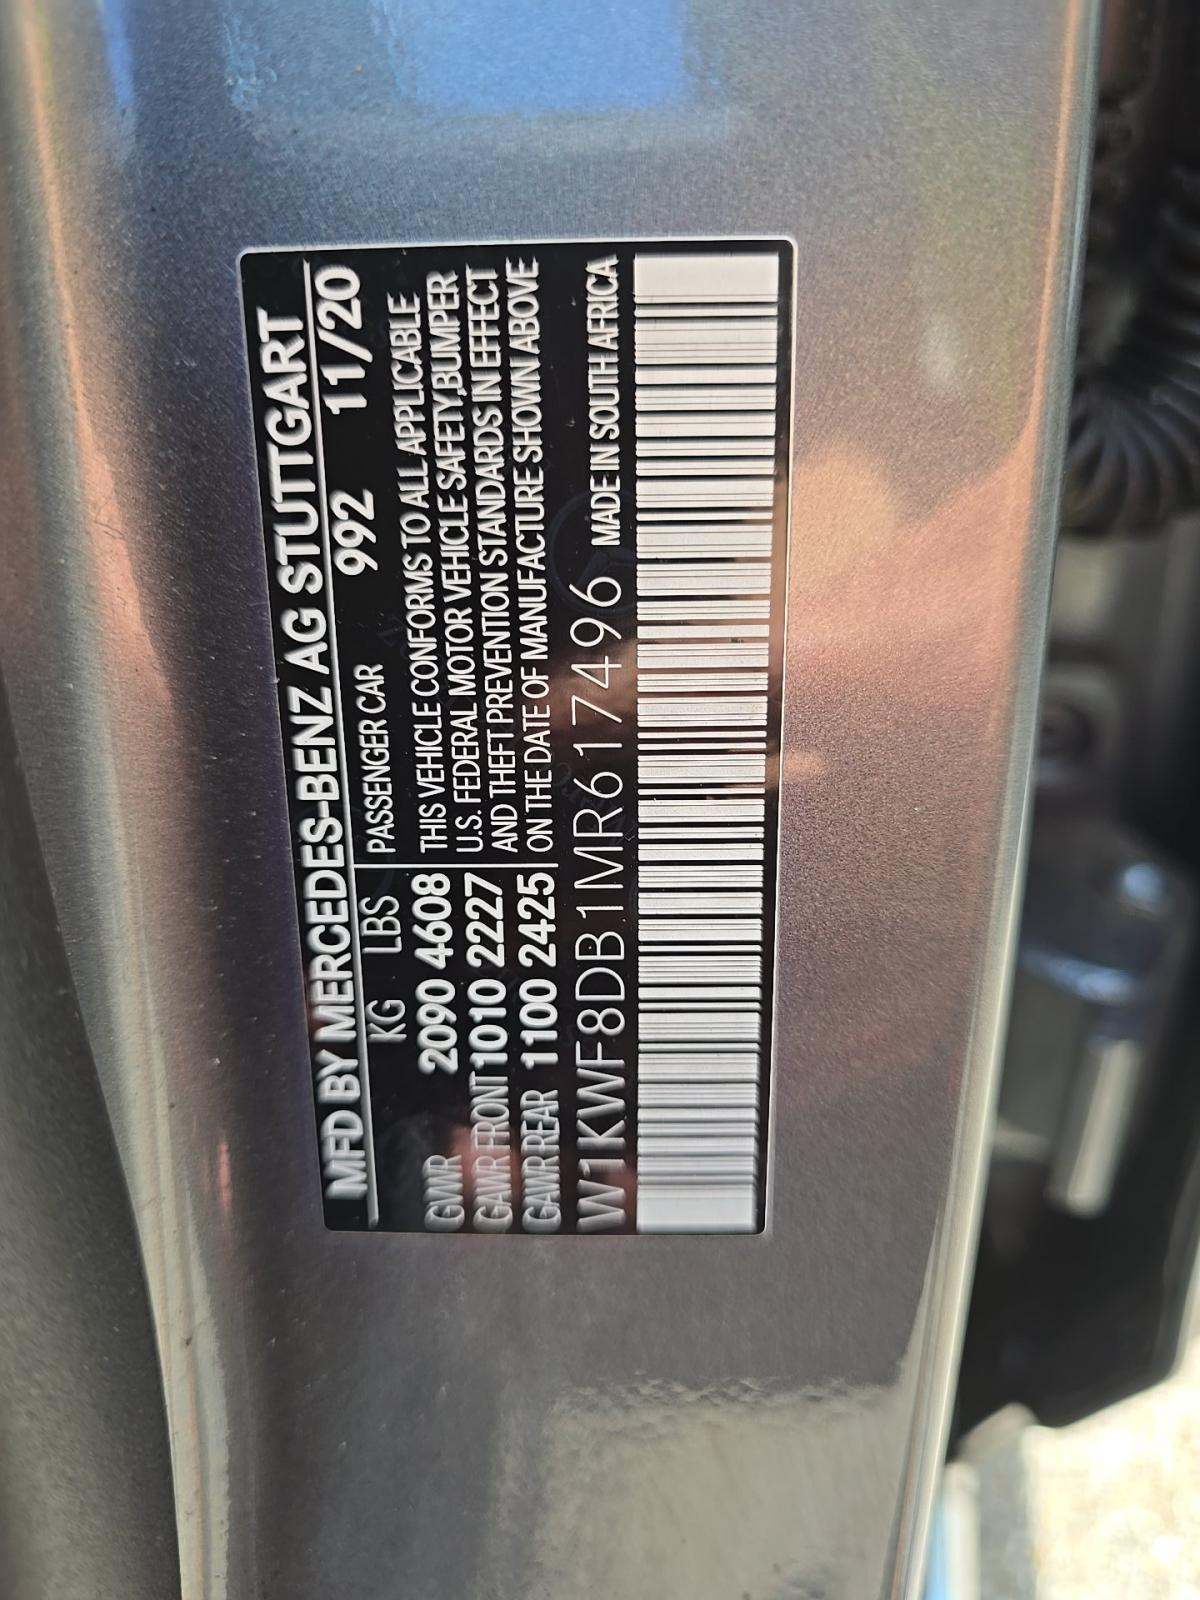 MFD BY MERCEDES-BENZ AG STUTTGART
KG LBS PASSENGER CAR 992 11/20
GVWR 2090 4608 THIS VEHICLE CONFORMS TO ALL APPLICABLE
GAWR FRONT 1010 2227 U.S. FEDERAL MOTOR VEHICLE SAFETY,BUMPER
GAWR REAR 1100 2425 AND THEFT PREVENTION STANDARDS IN EFFECT
ON THE DATE OF MANUFACTURE SHOWN ABOVE
W1KWF8DB1MR617496 MADE IN SOUTH AFRICA